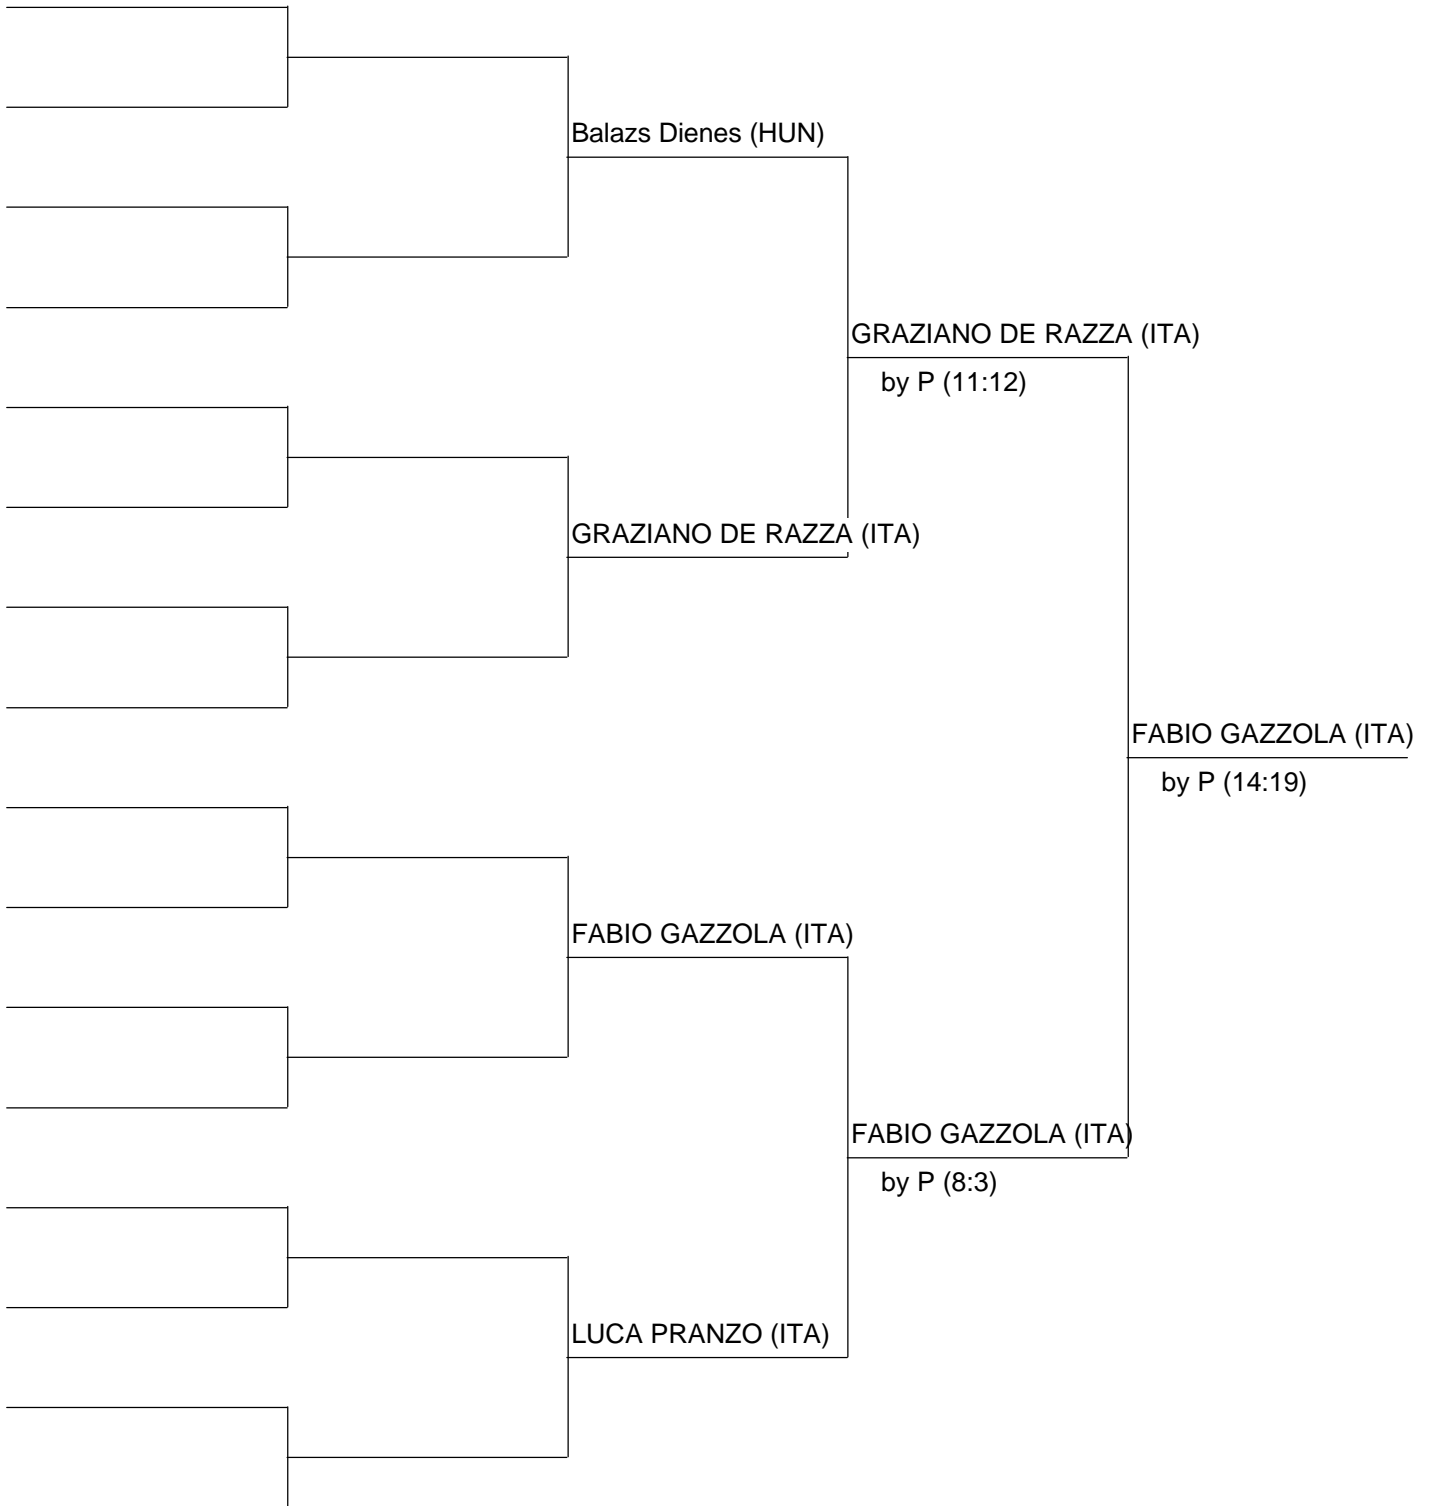 Balazs Dienes (HUN)
GRAZIANO DE RAZZA (ITA)
by P (11:12)
GRAZIANO DE RAZZA (ITA)
FABIO GAZZOLA (ITA)
by P (14:19)
FABIO GAZZOLA (ITA)
FABIO GAZZOLA (ITA)
by P (8:3)
LUCA PRANZO (ITA)